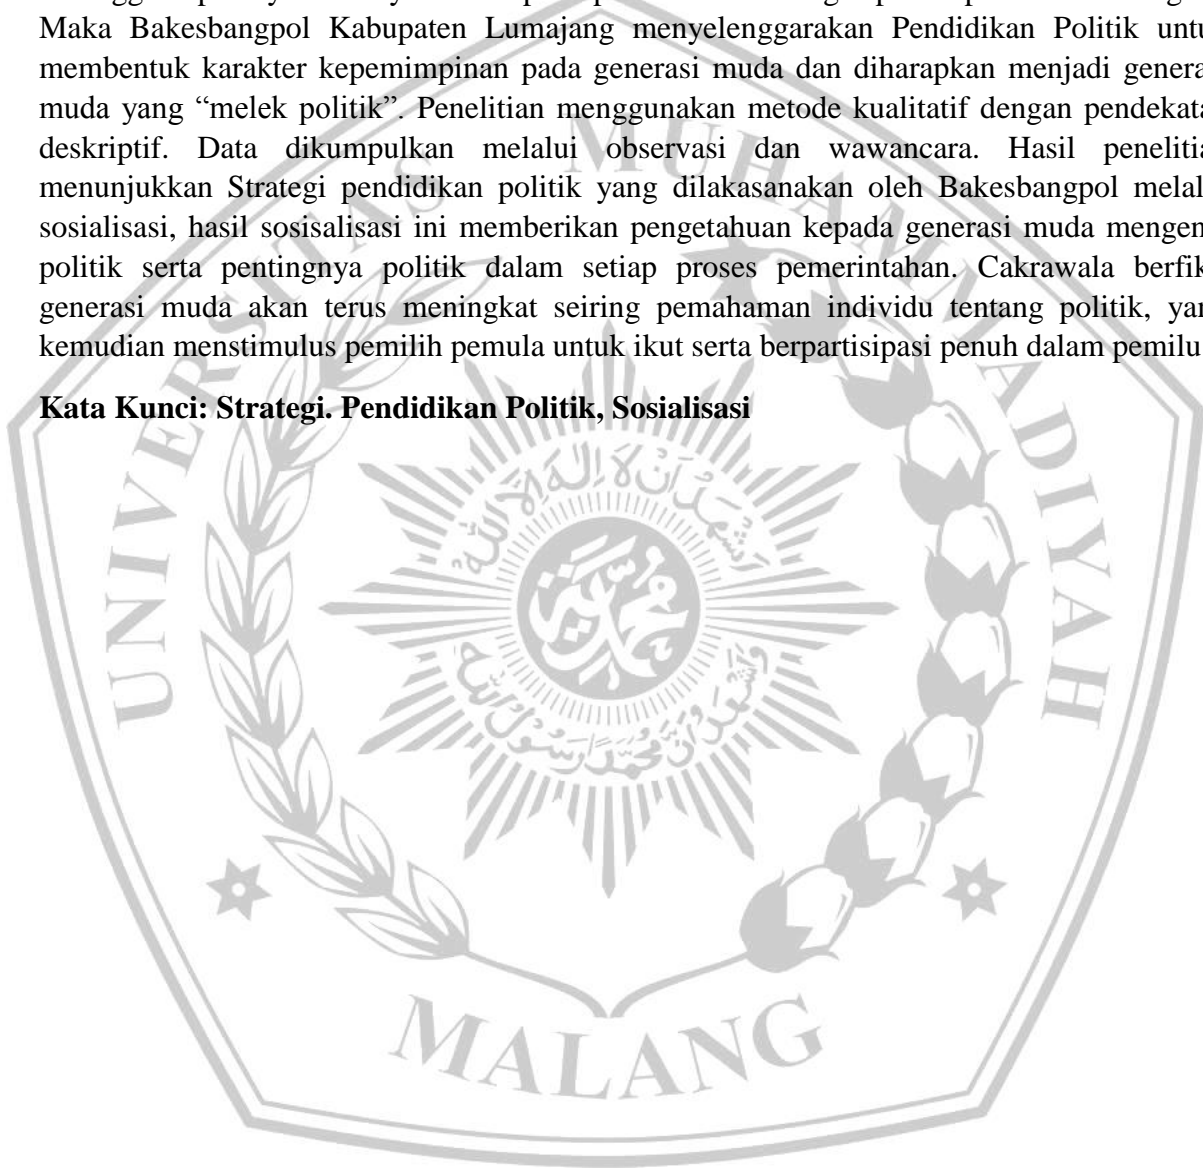 Maka Bakesbangpol Kabupaten Lumajang menyelenggarakan Pendidikan Politik untu
membentuk karakter kepemimpinan pada generasi muda dan diharapkan menjadi genera
muda yang “melek politik”. Penelitian menggunakan metode kualitatif dengan pendekata
deskriptif. Data dikumpulkan melalui observasi dan wawancara. Hasil penelitia
menunjukkan Strategi pendidikan politik yang dilakasanakan oleh Bakesbangpol melal
sosialisasi, hasil sosisalisasi ini memberikan pengetahuan kepada generasi muda mengen
politik serta pentingnya politik dalam setiap proses pemerintahan. Cakrawala berfik
generasi muda akan terus meningkat seiring pemahaman individu tentang politik, yan
kemudian menstimulus pemilih pemula untuk ikut serta berpartisipasi penuh dalam pemilu
Kata Kunci: Strategi. Pendidikan Politik, Sosialisasi
UNIVERSITAS MUHAMMADIYAH
أَشْهَدُ أَنْ لَا إِلٰهَ إِلَّا اللّٰهُ
وَأَشْهَدُ أَنَّ مُحَمَّدًا رَسُولُ اللّٰهِ
MALANG